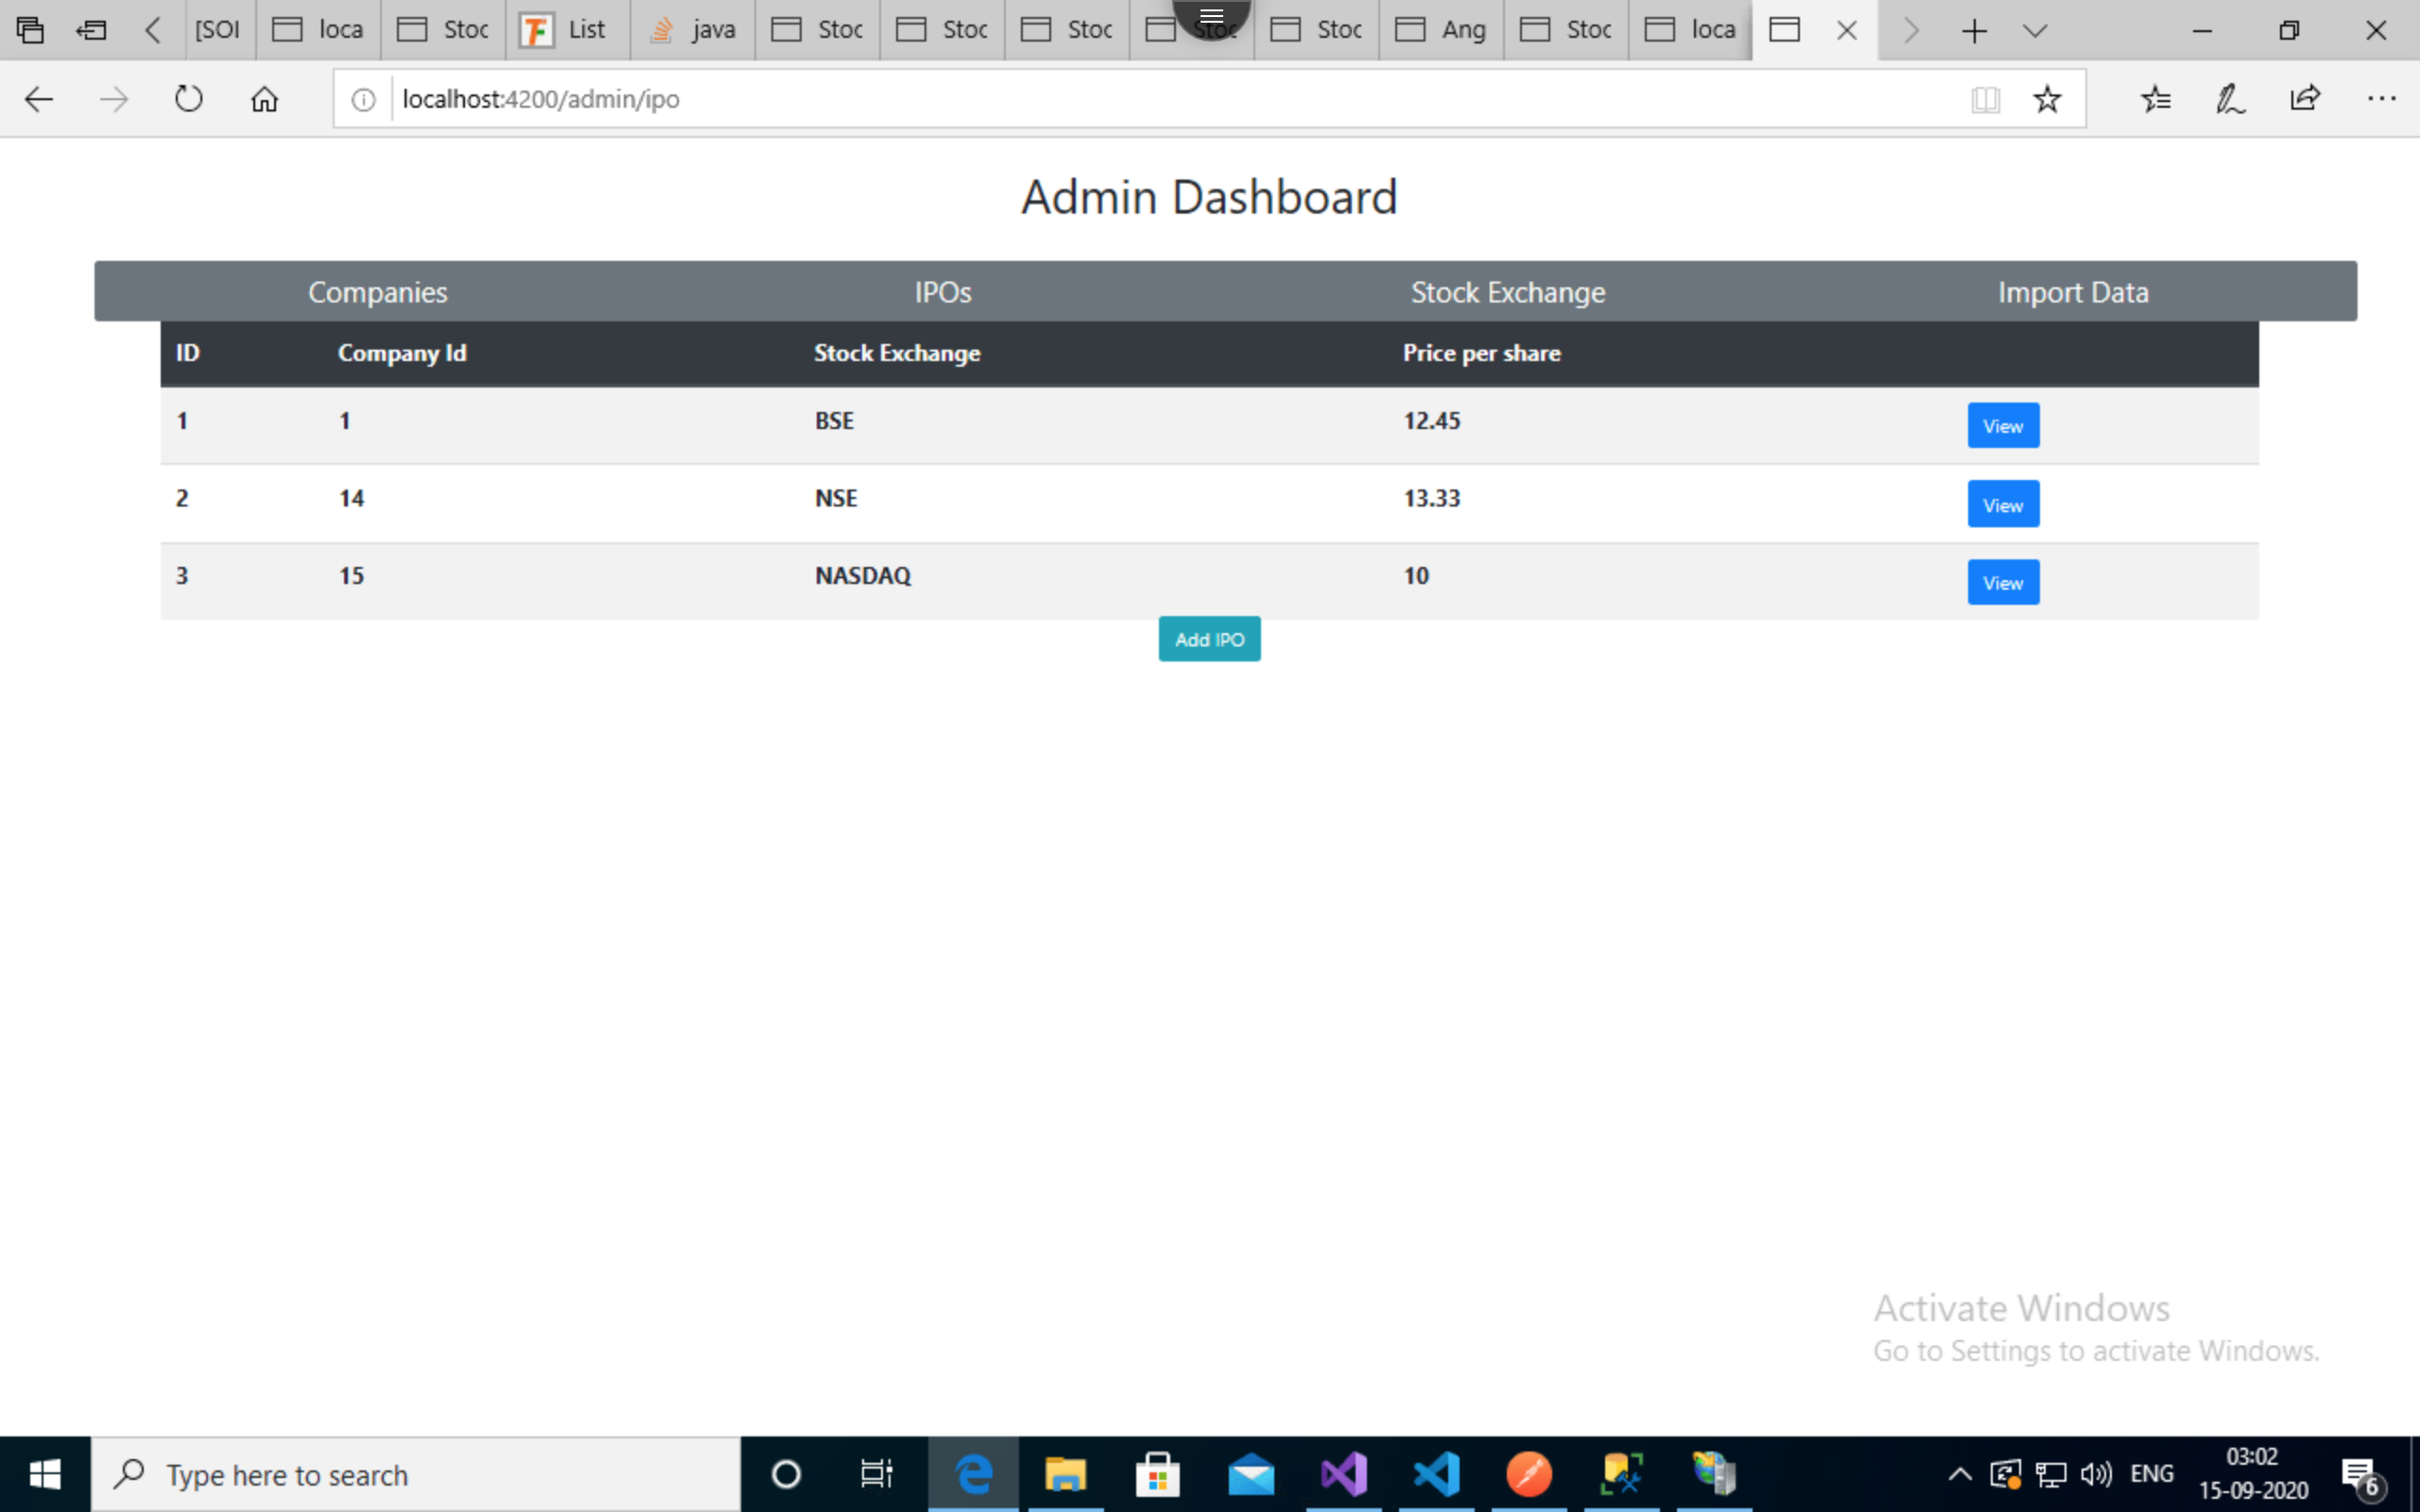 [SOI loca Stoc List java Stoc Stoc Stoc Stoc Stoc Ang Stoc loca
localhost:4200/admin/ipo
Admin Dashboard
Companies IPOs Stock Exchange Import Data
ID Company Id Stock Exchange Price per share
1 1 BSE 12.45 View
2 14 NSE 13.33 View
3 15 NASDAQ 10 View
Add IPO
Activate Windows
Go to Settings to activate Windows.
Type here to search
ENG
03:02
15-09-2020
6